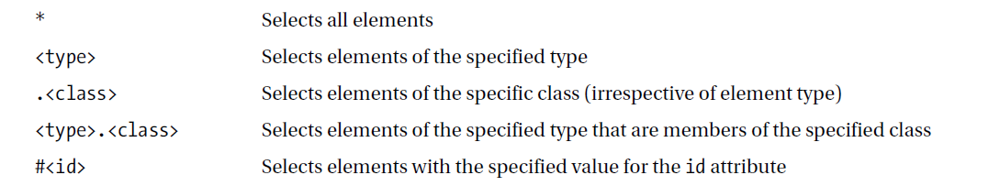 * Selects all elements
<type> Selects elements of the specified type
.<class> Selects elements of the specific class (irrespective of element type)
<type>.<class> Selects elements of the specified type that are members of the specified class
#<id> Selects elements with the specified value for the id attribute